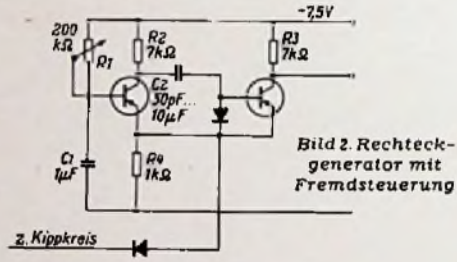 -7,5V
200
kΩ
R1
R2
7kΩ
R3
7kΩ
C2
50pF...
10µF
C1
1µF
R4
1kΩ
Bild 2. Rechteck-
generator mit
Fremdsteuerung
z. Kippkreis